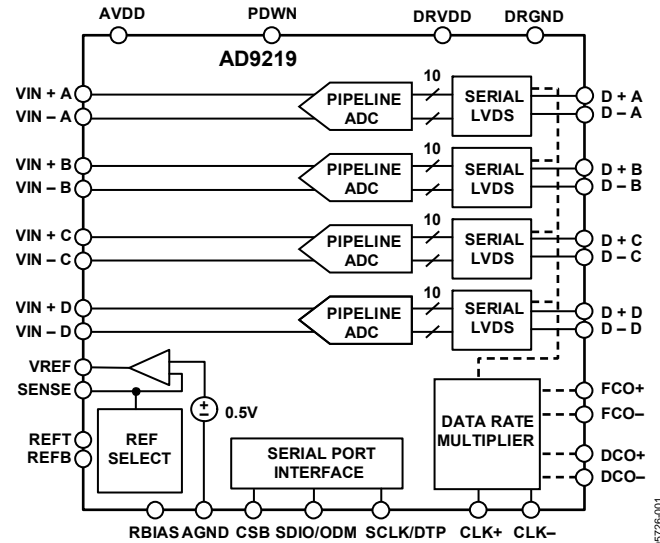 AVDD PDWN DRVDD DRGND
AD9219
VIN + A
VIN – A
PIPELINE
ADC
10
SERIAL
LVDS
D + A
D – A
VIN + B
VIN – B
PIPELINE
ADC
10
SERIAL
LVDS
D + B
D – B
VIN + C
VIN – C
PIPELINE
ADC
10
SERIAL
LVDS
D + C
D – C
VIN + D
VIN – D
PIPELINE
ADC
10
SERIAL
LVDS
D + D
D – D
VREF
SENSE
+
–
0.5V
REFT
REFB
REF
SELECT
SERIAL PORT
INTERFACE
DATA RATE
MULTIPLIER
FCO+
FCO–
DCO+
DCO–
RBIAS AGND CSB SDIO/ODM SCLK/DTP CLK+ CLK–